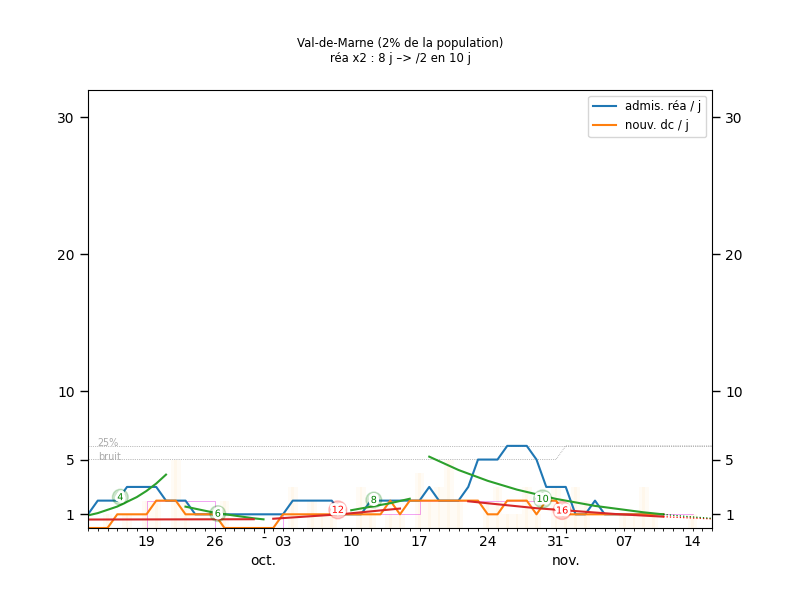 Val-de-Marne (2% de la population)
réa x2 : 8 j –> /2 en 10 j
admis. réa / j
nouv. dc / j
30
30
20
20
10
10
25%
bruit
5
5
1
1
4
6
12
8
10
16
19 26 - 03 10 17 24 31- 07 14
oct. nov.